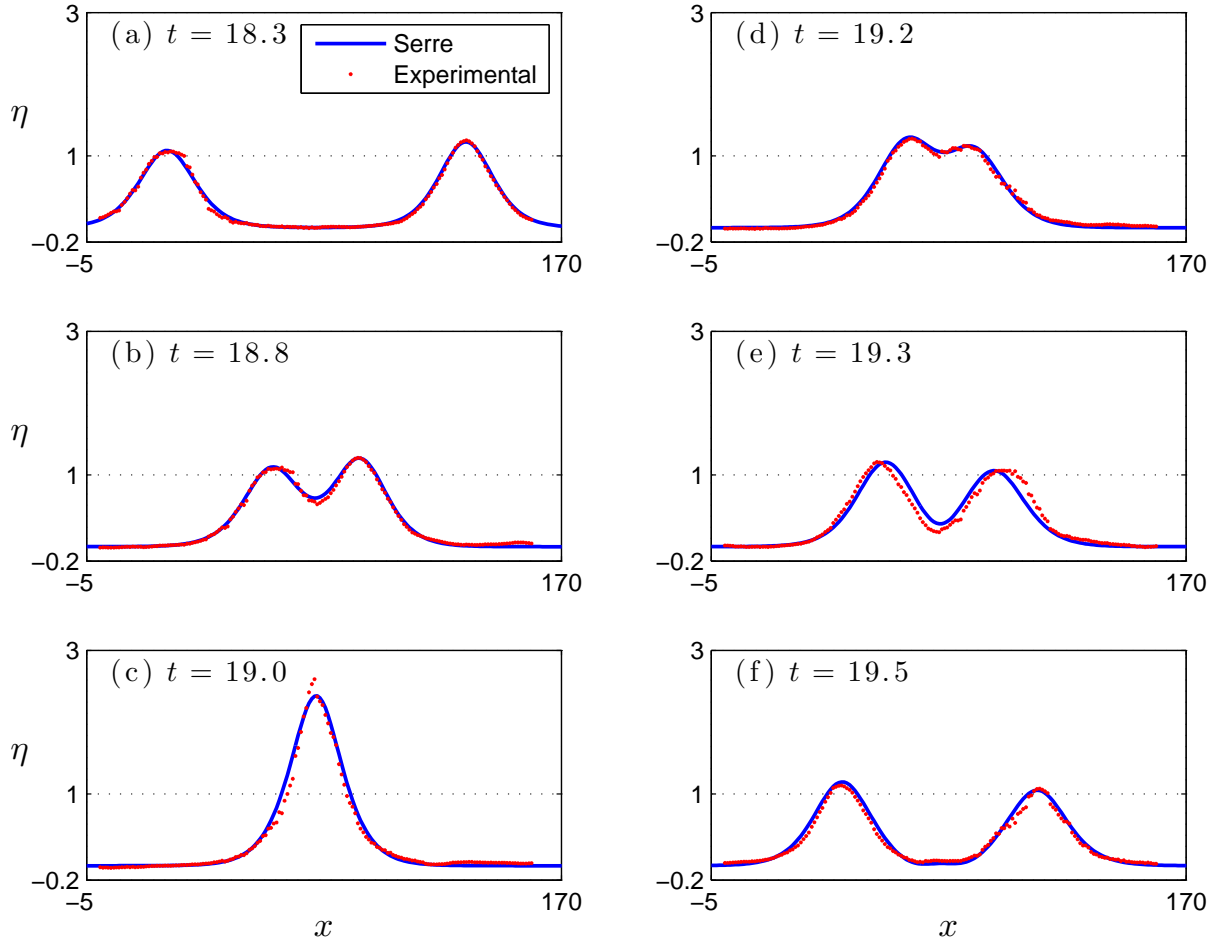 3
(a) t = 18.3
Serre
Experimental
η
1
−0.2
−5
170
3
(d) t = 19.2
1
−0.2
−5
170
3
(b) t = 18.8
η
1
−0.2
−5
170
3
(e) t = 19.3
1
−0.2
−5
170
3
(c) t = 19.0
η
1
−0.2
−5
170
x
3
(f) t = 19.5
1
−0.2
−5
170
x